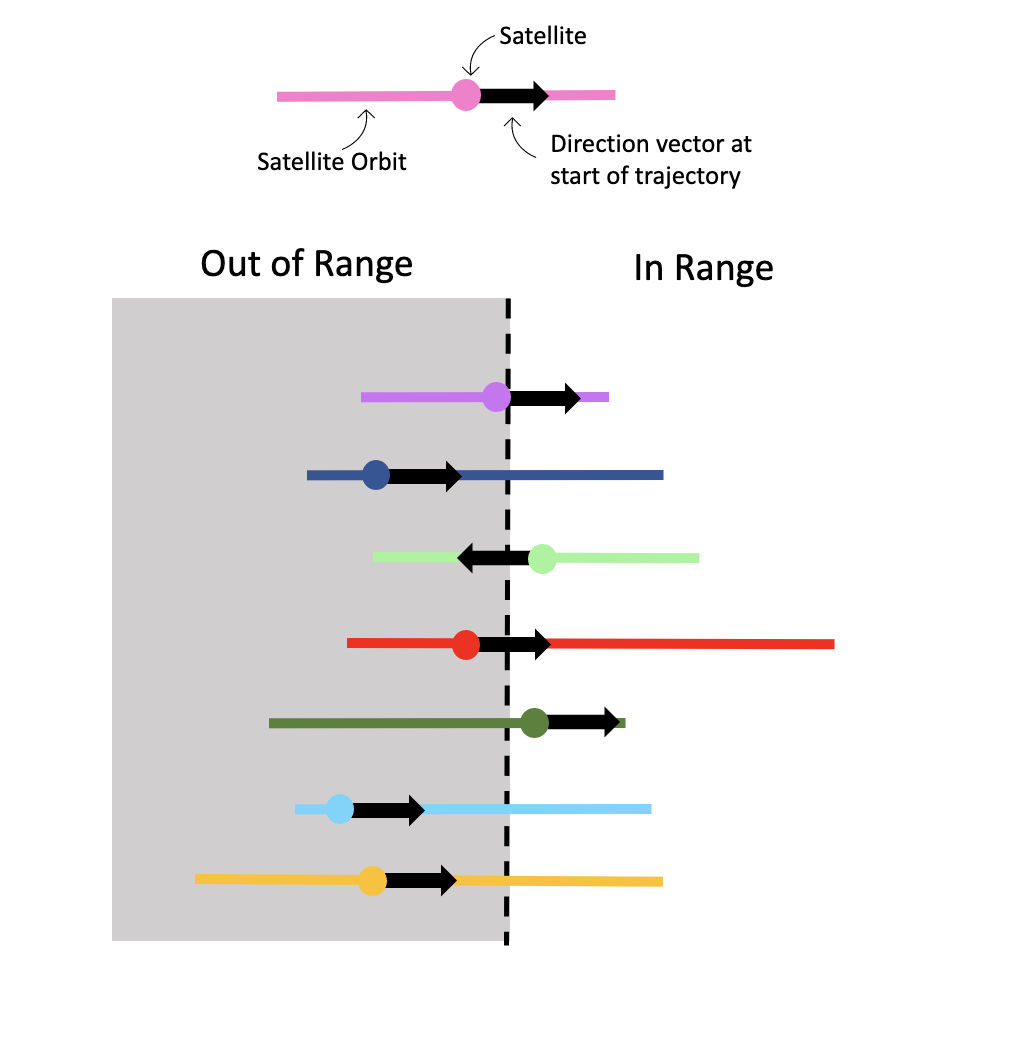 Satellite
Satellite Orbit
Direction vector at
start of trajectory
Out of Range
In Range